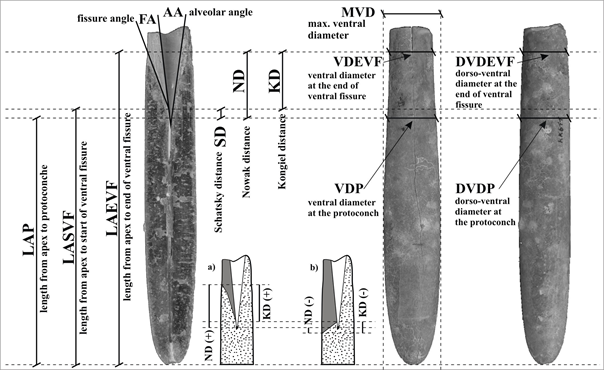 AA
alveolar angle
FA
fissure angle
MVD
max. ventral
diameter
LAP
length from apex to protoconche
LASVF
length from apex to start of ventral fissure
LAEVF
length from apex to end of ventral fissure
SD
Schatsky distance
ND
Nowak distance
KD
Kongiel distance
VDEVF
ventral diameter
at the end of
ventral fissure
VDP
ventral diameter
at the protoconch
DVDEVF
dorso-ventral
diameter at the
end of ventral
fissure
DVDP
dorso-ventral
diameter at
the protoconch
a)
ND (+)
KD (+)
b)
ND (-)
KD (-)